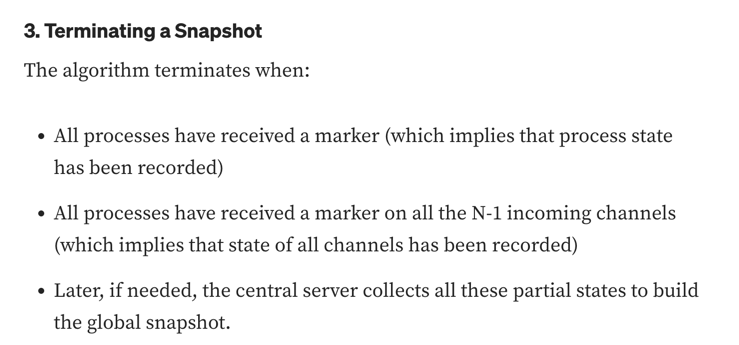 3. Terminating a Snapshot
The algorithm terminates when:
• All processes have received a marker (which implies that process state
has been recorded)
• All processes have received a marker on all the N-1 incoming channels
(which implies that state of all channels has been recorded)
• Later, if needed, the central server collects all these partial states to build
the global snapshot.